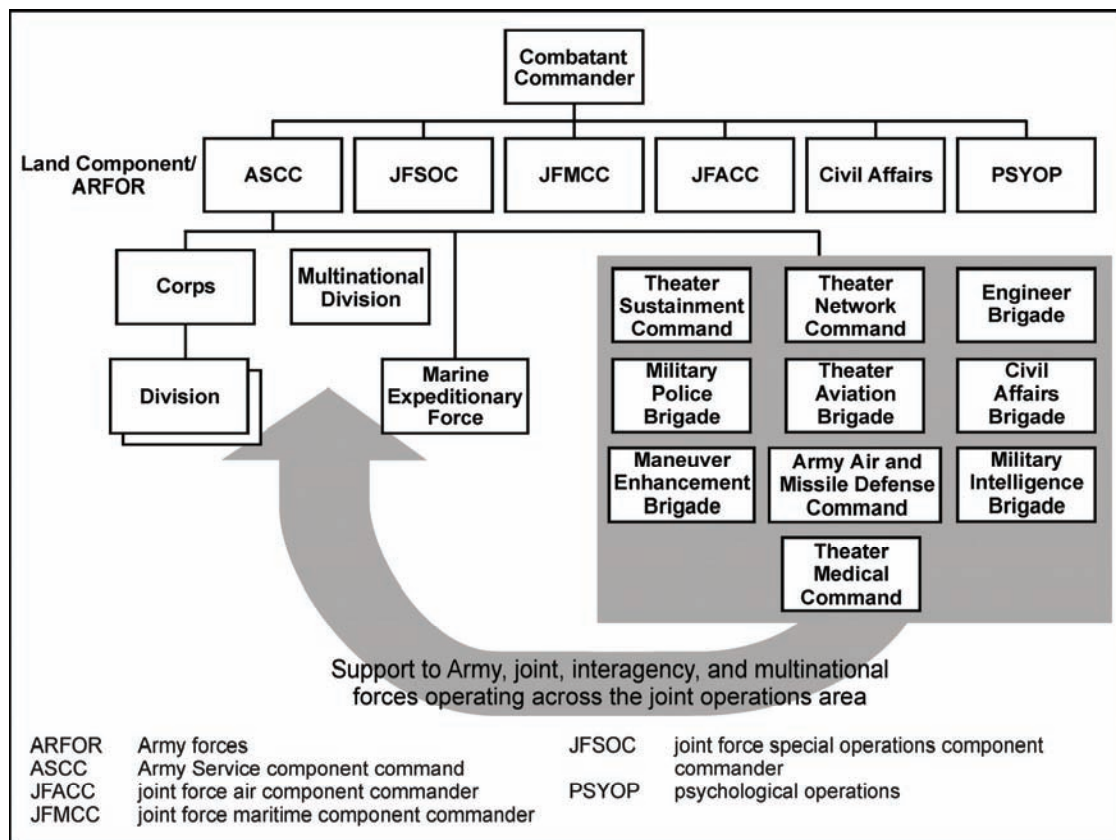 Combatant
Commander
Land Component/
ARFOR
ASCC
JFSOC
JFMCC
JFACC
Civil Affairs
PSYOP
Corps
Multinational
Division
Division
Marine
Expeditionary
Force
Theater
Sustainment
Command
Theater
Network
Command
Engineer
Brigade
Military
Police
Brigade
Theater
Aviation
Brigade
Civil
Affairs
Brigade
Maneuver
Enhancement
Brigade
Army Air and
Missile Defense
Command
Military
Intelligence
Brigade
Theater
Medical
Command
Support to Army, joint, interagency, and multinational
forces operating across the joint operations area
ARFOR Army forces
ASCC Army Service component command
JFACC joint force air component commander
JFMCC joint force maritime component commander
JFSOC joint force special operations component
commander
PSYOP psychological operations